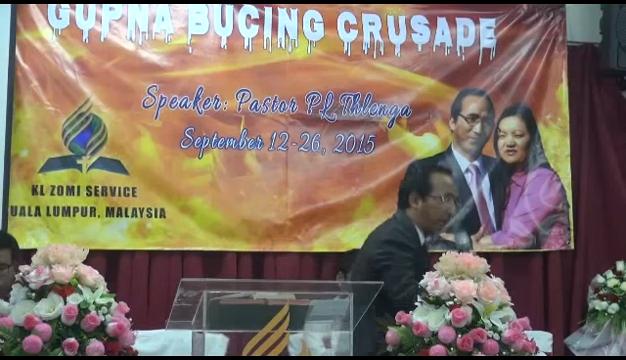 GUPNA BUCING CRUSADE
Speaker: Pastor P.L Thlenga
September 12-26, 2015
KL ZOMI SERVICE
UALA LUMPUR, MALAYSIA